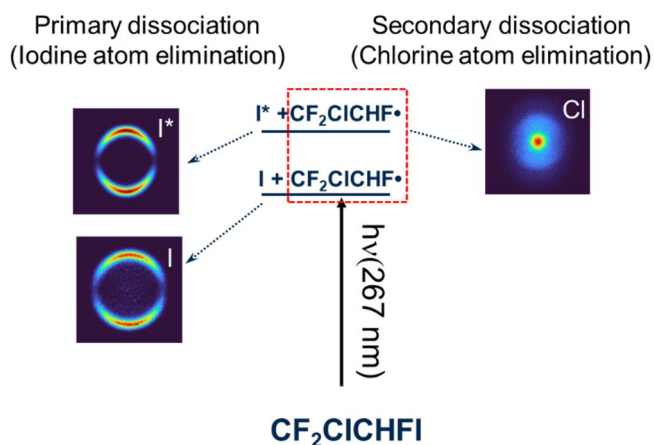 Primary dissociation
(Iodine atom elimination)
Secondary dissociation
(Chlorine atom elimination)
I*
I* +CF₂ClCHF•
Cl
I + CF₂ClCHF•
I
hν(267 nm)
CF₂ClCHFI